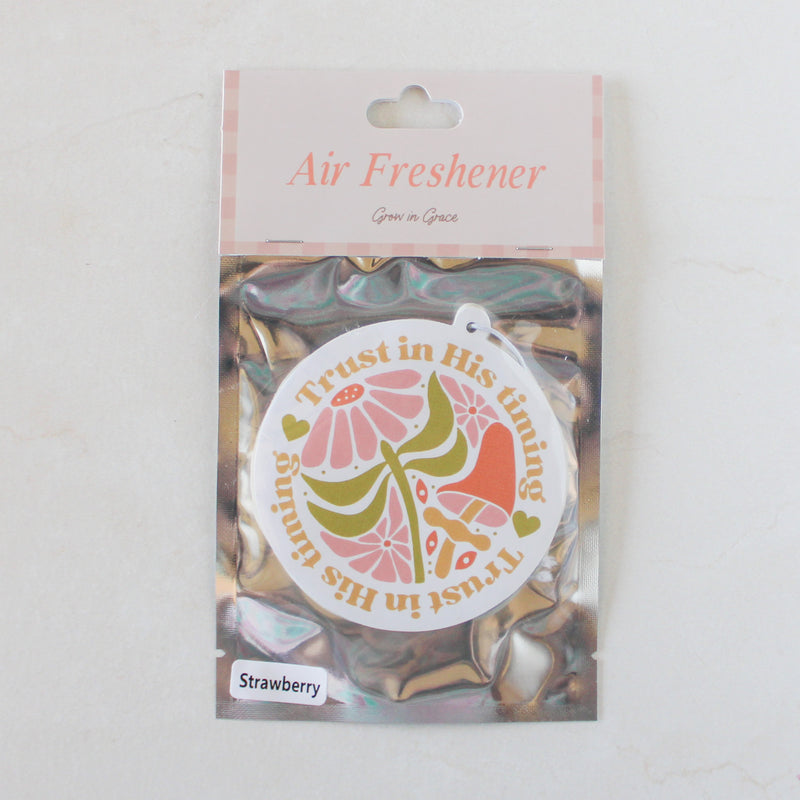 Air Freshener
Grow in Grace
Trust in His timing
Trust in His timing
Strawberry